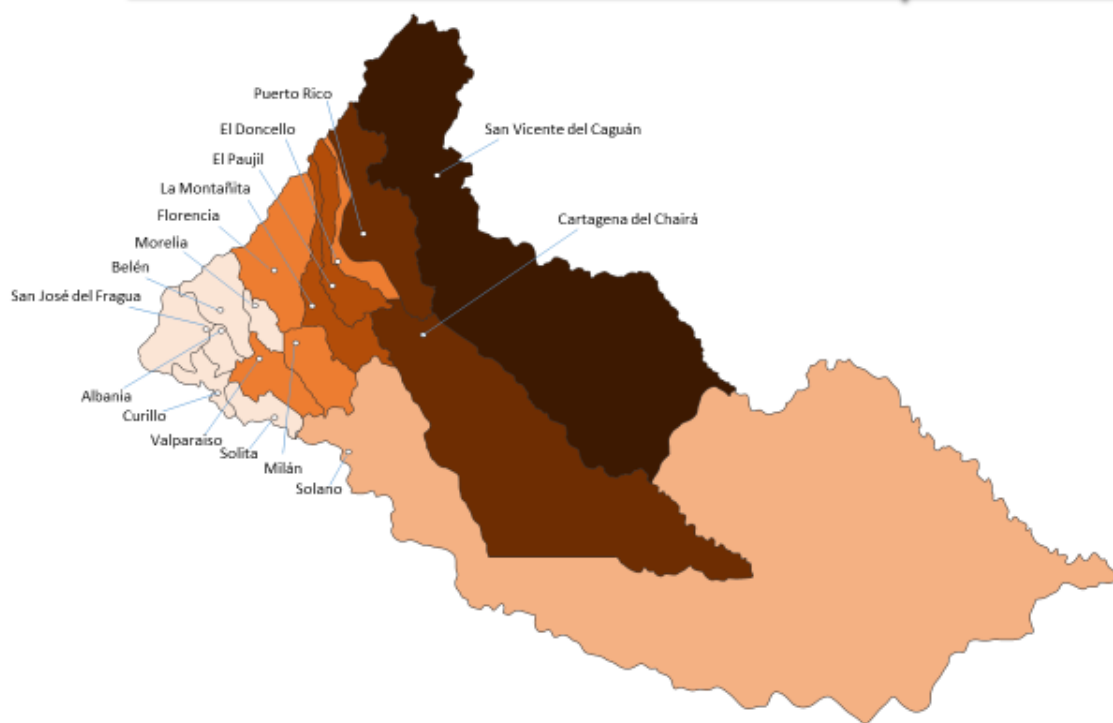 Puerto Rico
El Doncello
San Vicente del Caguán
El Paujil
La Montañita
Florencia
Cartagena del Chairá
Morelia
Belén
San José del Fragua
Albania
Curillo
Valparaíso
Solita
Milán
Solano